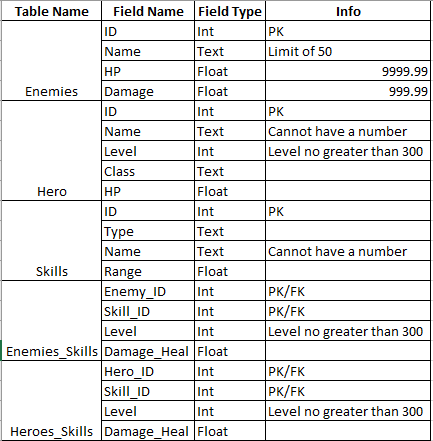 Table Name Field Name Field Type Info
ID Int PK
Name Text Limit of 50
HP Float 9999.99
Enemies Damage Float 999.99
ID Int PK
Name Text Cannot have a number
Level Int Level no greater than 300
Class Text
Hero HP Float
ID Int PK
Type Text
Name Text Cannot have a number
Skills Range Float
Enemy_ID Int PK/FK
Skill_ID Int PK/FK
Level Int Level no greater than 300
Enemies_Skills Damage_Heal Float
Hero_ID Int PK/FK
Skill_ID Int PK/FK
Level Int Level no greater than 300
Heroes_Skills Damage_Heal Float